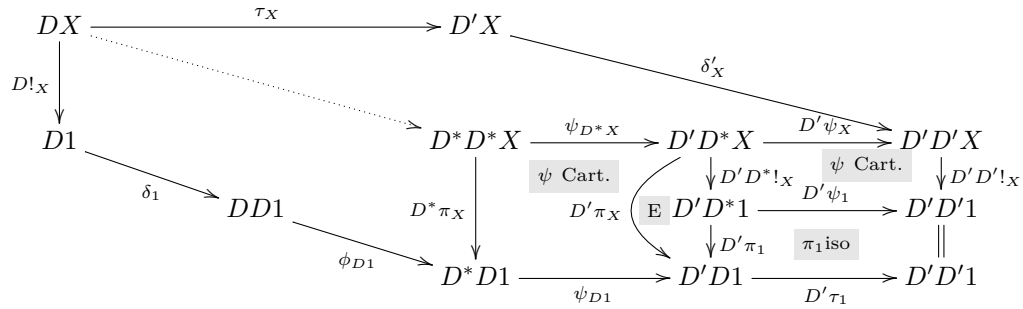 DX τ_X D′X
D!_X δ′_X
D1 D*D*X ψ_{D*X} D′D*X D′ψ_X D′D′X
δ_1 ψ Cart. D′D*!_X ψ Cart. D′D′!_X
DD1 D*π_X D′π_X E D′D*1 D′ψ_1 D′D′1
ϕ_{D1} D′π_1 π_1iso
D*D1 ψ_{D1} D′D1 D′τ_1 D′D′1